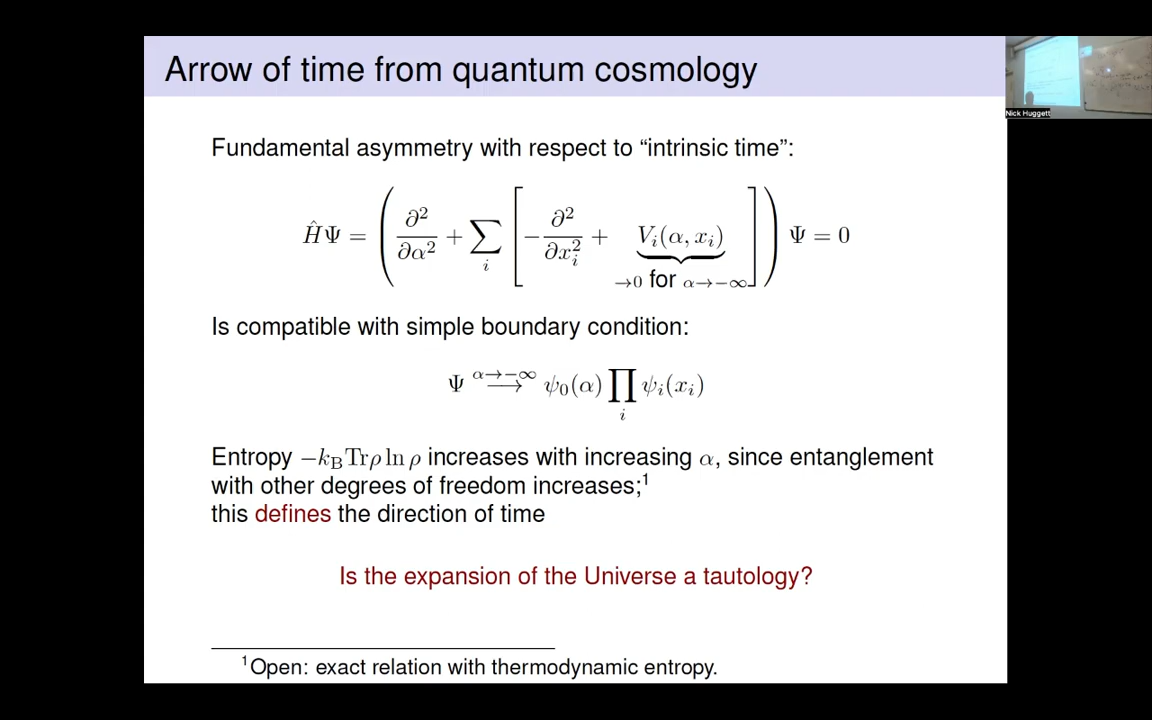 Arrow of time from quantum cosmology
Nick Huggett
Fundamental asymmetry with respect to “intrinsic time”:
ĤΨ = ( ∂²/∂α² + ∑_i [ −∂²/∂x_i² + V_i(α, x_i) ] ) Ψ = 0
→0 for α→−∞
Is compatible with simple boundary condition:
Ψ α→−∞ ⟶ ψ₀(α) ∏_i ψ_i(x_i)
Entropy −k_B Trρ ln ρ increases with increasing α, since entanglement
with other degrees of freedom increases;¹
this defines the direction of time
Is the expansion of the Universe a tautology?
¹Open: exact relation with thermodynamic entropy.